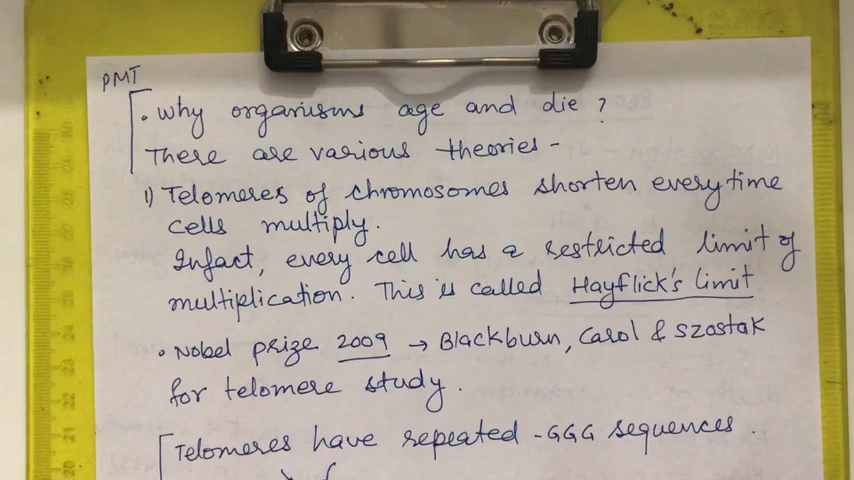 PMT
• Why organisms age and die ?
There are various theories -
1) Telomeres of chromosomes shorten everytime
cells multiply.
Infact, every cell has a restricted limit of
multiplication. This is called Hayflick's limit
• Nobel prize 2009 → Blackburn, Carol & Szostak
for telomere study.
Telomeres have repeated -GGG sequences.